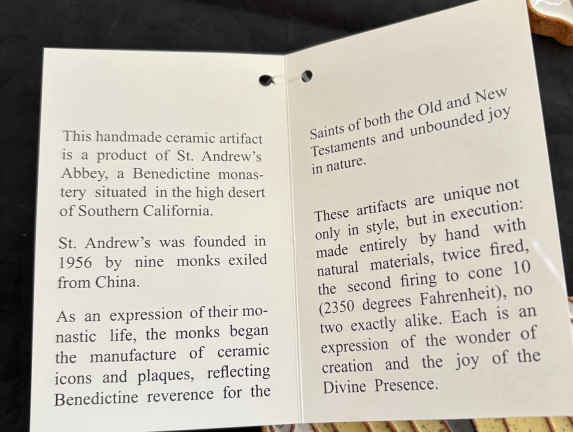 This handmade ceramic artifact
is a product of St. Andrew's
Abbey, a Benedictine monas-
tery situated in the high desert
of Southern California.
St. Andrew's was founded in
1956 by nine monks exiled
from China.
As an expression of their mo-
nastic life, the monks began
the manufacture of ceramic
icons and plaques, reflecting
Benedictine reverence for the
Saints of both the Old and New
Testaments and unbounded joy
in nature.
These artifacts are unique not
only in style, but in execution:
made entirely by hand with
natural materials, twice fired,
the second firing to cone 10
(2350 degrees Fahrenheit), no
two exactly alike. Each is an
expression of the wonder of
creation and the joy of the
Divine Presence.